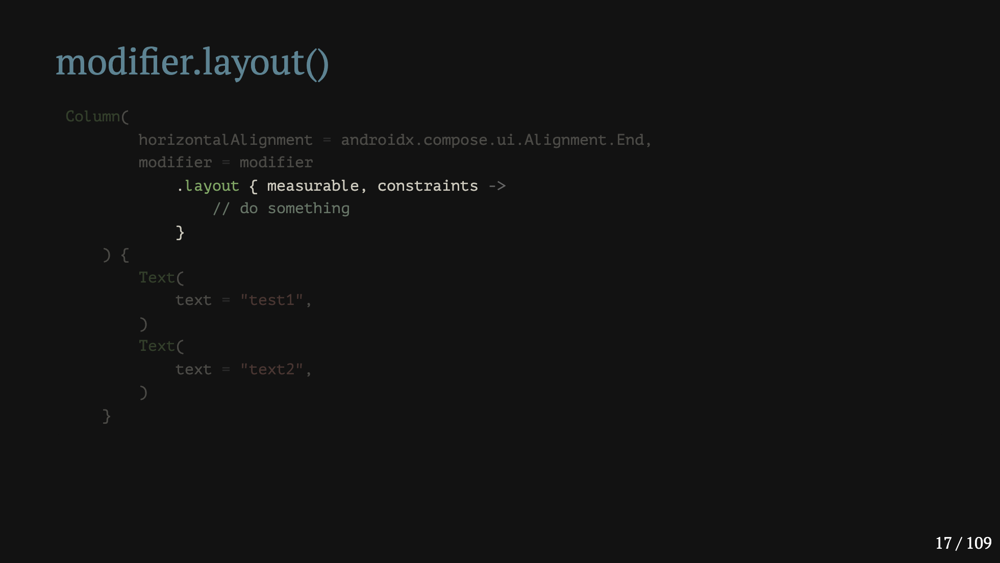 modifier.layout()
Column(
horizontalAlignment = androidx.compose.ui.Alignment.End,
modifier = modifier
.layout { measurable, constraints ->
// do something
}
) {
Text(
text = "test1",
)
Text(
text = "text2",
)
}
17 / 109